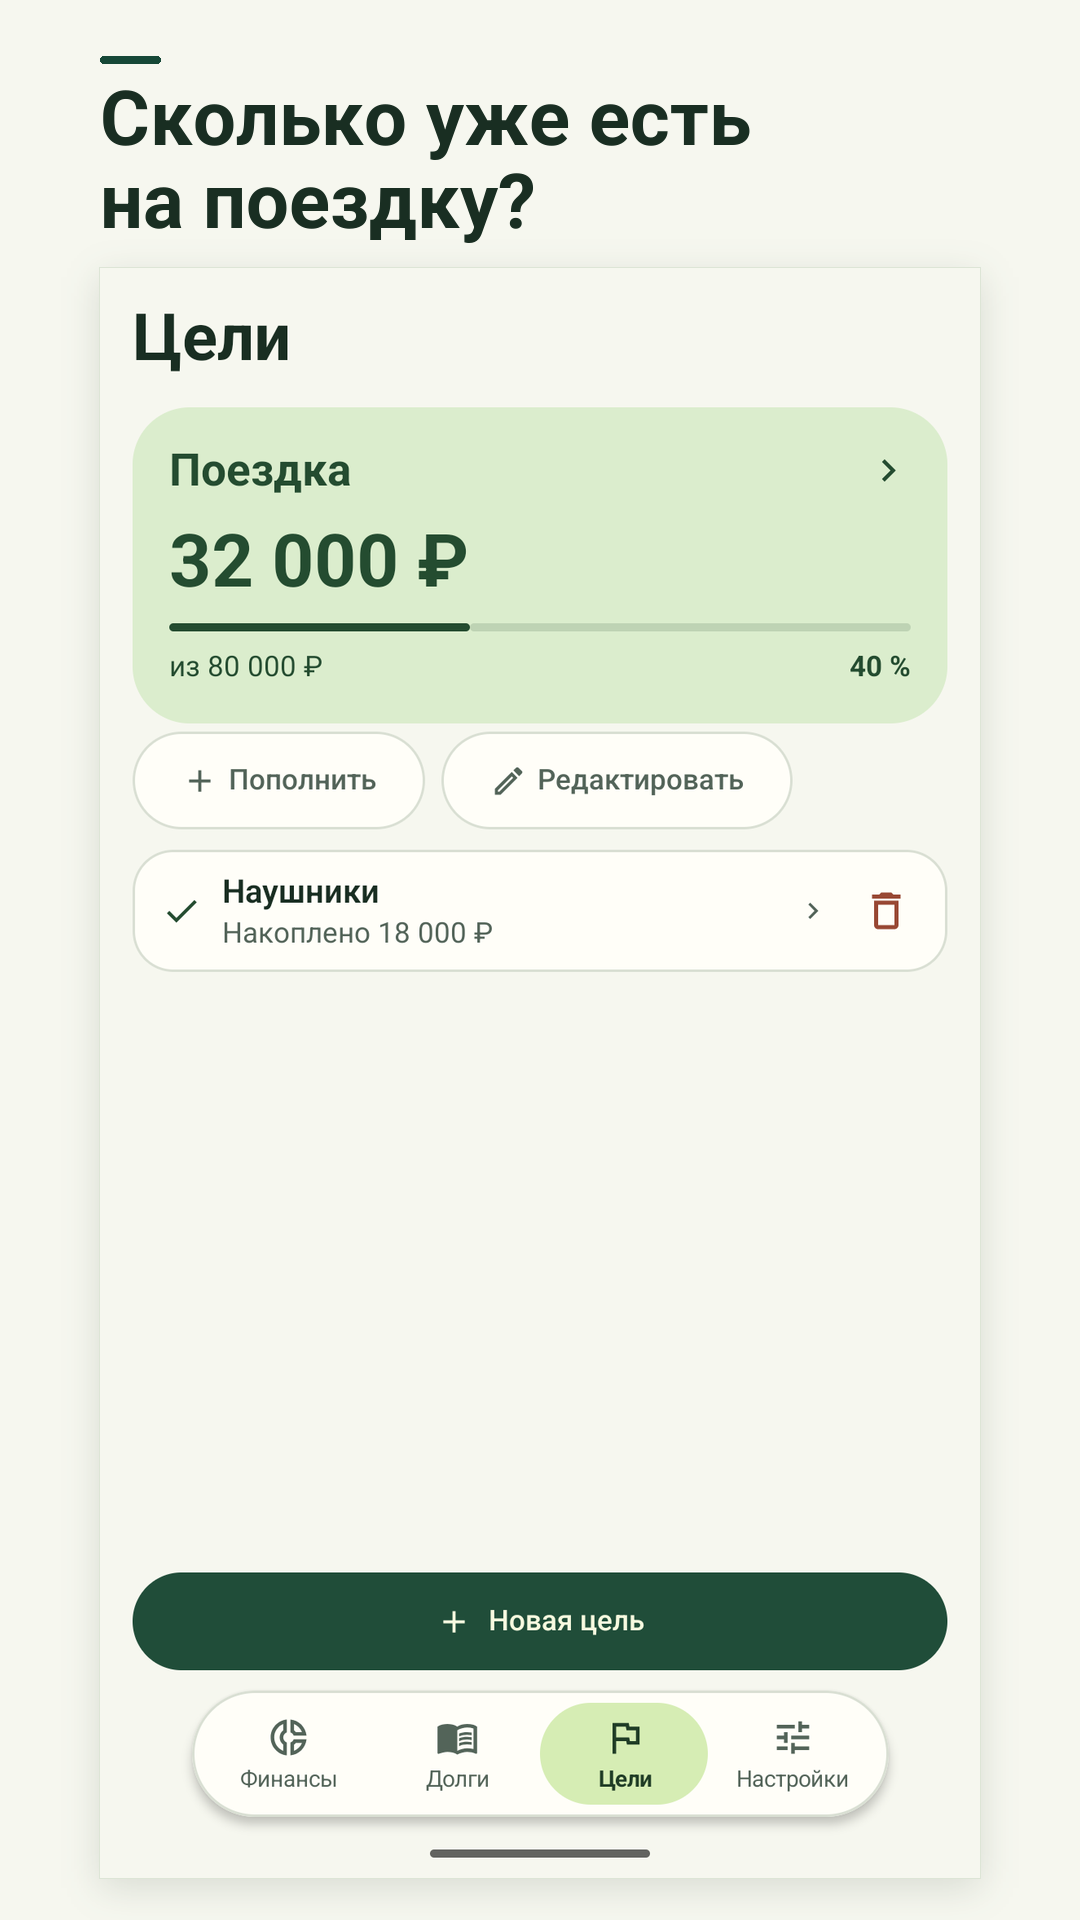 Сколько уже есть
на поездку?
Цели
Поездка
32 000 ₽
из 80 000 ₽
40 %
Пополнить
Редактировать
Наушники
Накоплено 18 000 ₽
Новая цель
Финансы
Долги
Цели
Настройки